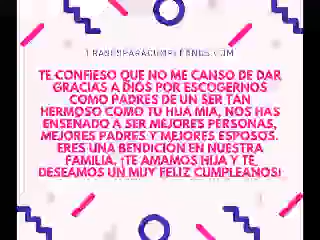 FRASESPARACUMPLEANOS.COM
TE CONFIESO QUE NO ME CANSO DE DAR
GRACIAS A DIOS POR ESCOGERNOS
COMO PADRES DE UN SER TAN
HERMOSO COMO TU HIJA MIA, NOS HAS
ENSEÑADO A SER MEJORES PERSONAS,
MEJORES PADRES Y MEJORES ESPOSOS.
ERES UNA BENDICIÓN EN NUESTRA
FAMILIA, ¡TE AMAMOS HIJA Y TE
DESEAMOS UN MUY FELIZ CUMPLEAÑOS!